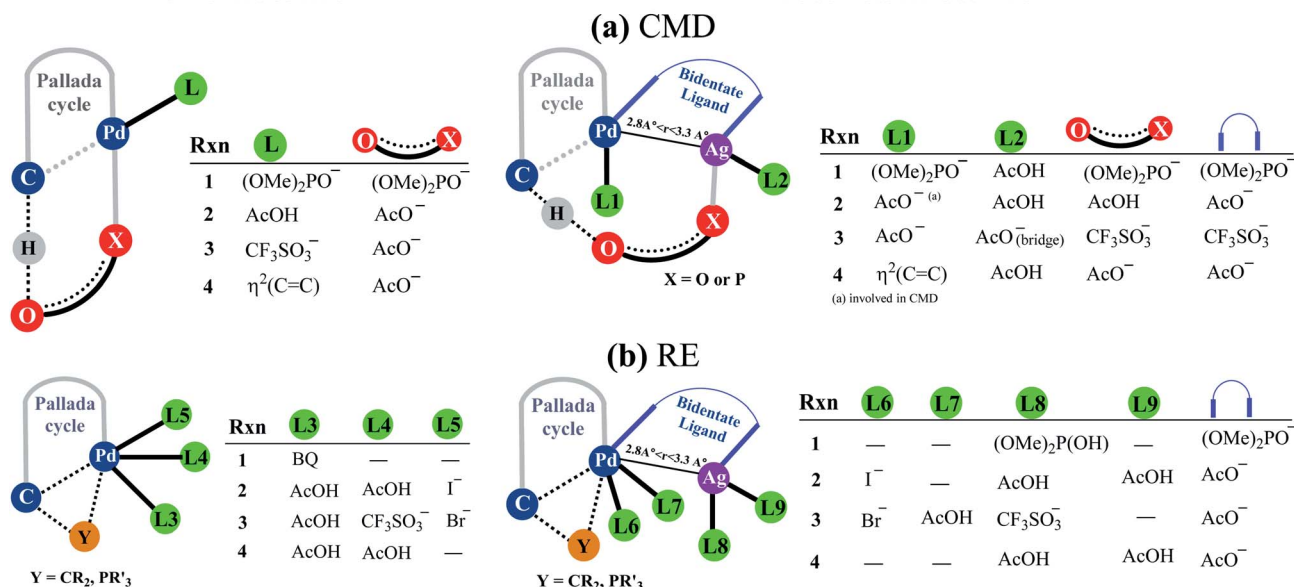 (a) CMD
Pallada
cycle
L
Pd
C
H
X
O
Rxn L O X
1 (OMe)₂PO⁻ (OMe)₂PO⁻
2 AcOH AcO⁻
3 CF₃SO₃⁻ AcO⁻
4 η²(C=C) AcO⁻
Pallada
cycle
Bidentate
Ligand
Pd
2.8A°<r<3.3 A°
Ag
C
L2
L1
H
X
O
X = O or P
Rxn L1 L2 O X
1 (OMe)₂PO⁻ AcOH (OMe)₂PO⁻ (OMe)₂PO⁻
2 AcO⁻ (a) AcOH AcOH AcO⁻
3 AcO⁻ AcO⁻(bridge) CF₃SO₃⁻ CF₃SO₃⁻
4 η²(C=C) AcOH AcO⁻ AcO⁻
(a) involved in CMD
(b) RE
Pallada
cycle
L5
Pd
L4
C
L3
Y
Y = CR₂, PR'₃
Rxn L3 L4 L5
1 BQ — —
2 AcOH AcOH I⁻
3 AcOH CF₃SO₃⁻ Br⁻
4 AcOH AcOH —
Pallada
cycle
Bidentate
Ligand
Pd
2.8A°<r<3.3 A°
Ag
C
L7
L9
L6
Y
L8
Y = CR₂, PR'₃
Rxn L6 L7 L8 L9
1 — — (OMe)₂P(OH) — (OMe)₂PO⁻
2 I⁻ — AcOH AcOH AcO⁻
3 Br⁻ AcOH CF₃SO₃⁻ — AcO⁻
4 — — AcOH AcOH AcO⁻